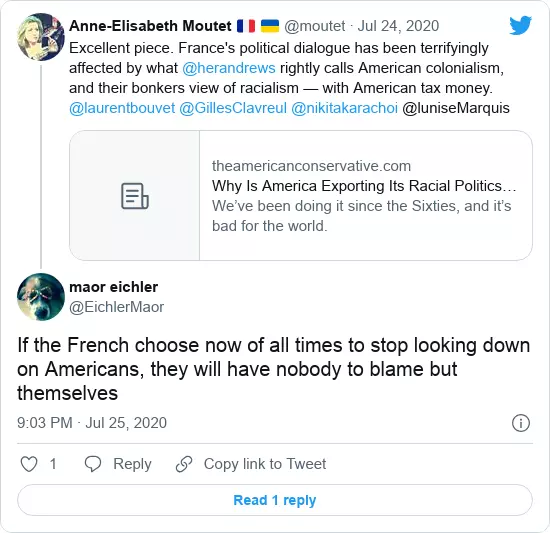 Anne-Elisabeth Moutet 🇫🇷 🇺🇦 @moutet · Jul 24, 2020
Excellent piece. France's political dialogue has been terrifyingly
affected by what @herandrews rightly calls American colonialism,
and their bonkers view of racialism — with American tax money.
@laurentbouvet @GillesClavreul @nikitakarachoi @luniseMarquis
theamericanconservative.com
Why Is America Exporting Its Racial Politics…
We've been doing it since the Sixties, and it's
bad for the world.
maor eichler
@EichlerMaor
If the French choose now of all times to stop looking down
on Americans, they will have nobody to blame but
themselves
9:03 PM · Jul 25, 2020
1 Reply Copy link to Tweet
Read 1 reply